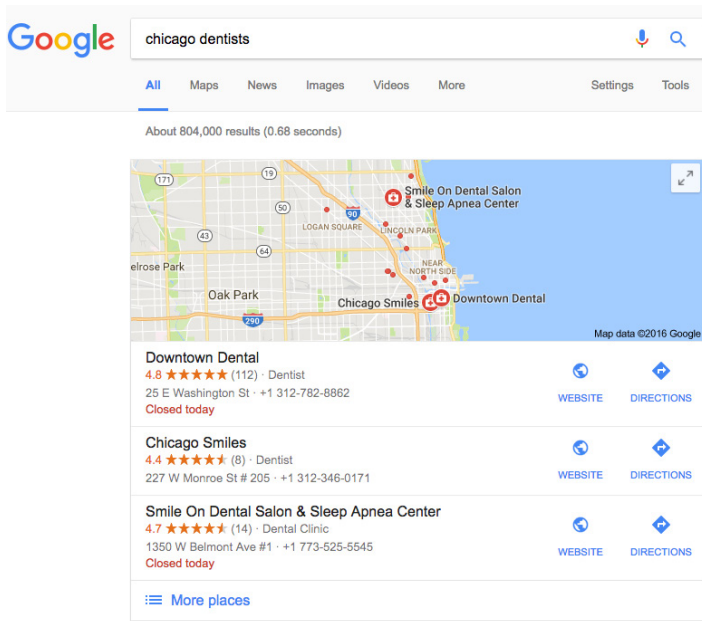 Google
chicago dentists
All Maps News Images Videos More Settings Tools
About 804,000 results (0.68 seconds)
171
19
Smile On Dental Salon
& Sleep Apnea Center
50
90
LOGAN SQUARE
LINCOLN PARK
43
64
elrose Park
NEAR
NORTH SIDE
Oak Park
Chicago Smiles
Downtown Dental
290
Map data ©2016 Google
Downtown Dental
4.8 ★★★★★ (112) · Dentist
25 E Washington St · +1 312-782-8862
Closed today
WEBSITE
DIRECTIONS
Chicago Smiles
4.4 ★★★★★ (8) · Dentist
227 W Monroe St # 205 · +1 312-346-0171
WEBSITE
DIRECTIONS
Smile On Dental Salon & Sleep Apnea Center
4.7 ★★★★★ (14) · Dental Clinic
1350 W Belmont Ave #1 · +1 773-525-5545
Closed today
WEBSITE
DIRECTIONS
More places